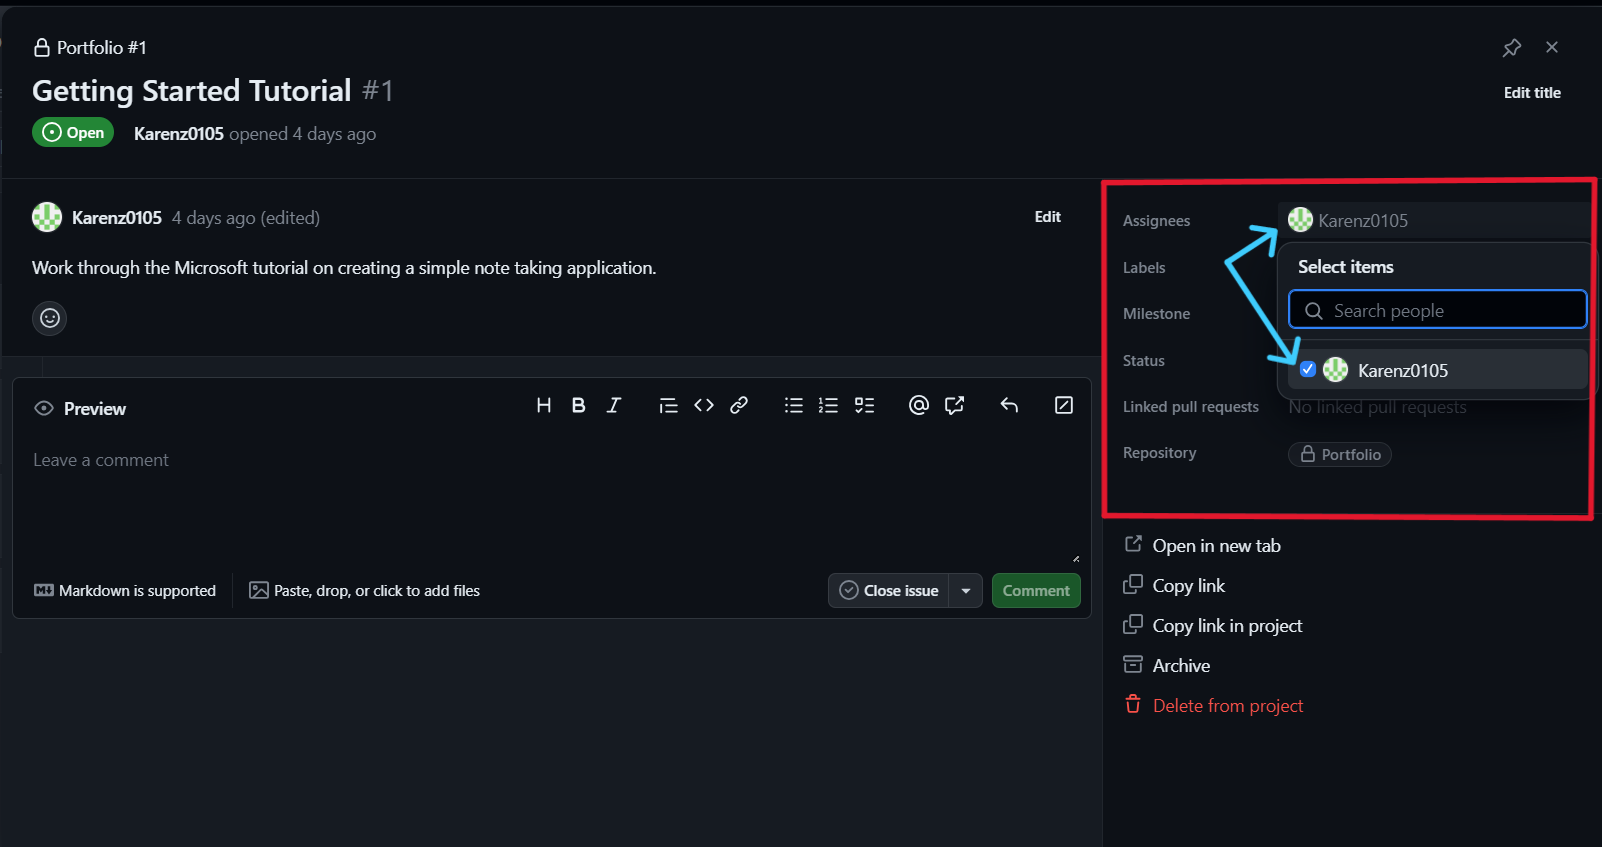 Portfolio #1
Getting Started Tutorial #1
Edit title
Open
Karenz0105 opened 4 days ago
Karenz0105 4 days ago (edited)
Edit
Work through the Microsoft tutorial on creating a simple note taking application.
Preview
Leave a comment
Markdown is supported
Paste, drop, or click to add files
Close issue
Comment
Assignees
Karenz0105
Select items
Search people
Karenz0105
Labels
Milestone
Status
Linked pull requests
No linked pull requests
Repository
Portfolio
Open in new tab
Copy link
Copy link in project
Archive
Delete from project